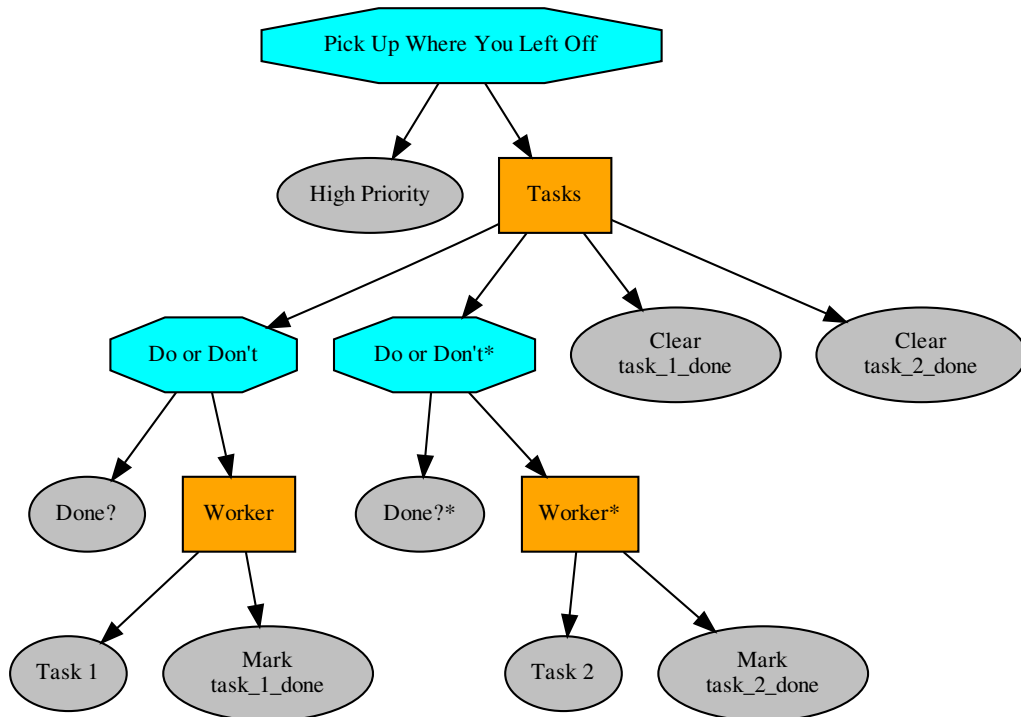 Pick Up Where You Left Off
High Priority
Tasks
Do or Don't
Do or Don't*
Clear
task_1_done
Clear
task_2_done
Done?
Worker
Done?*
Worker*
Task 1
Mark
task_1_done
Task 2
Mark
task_2_done